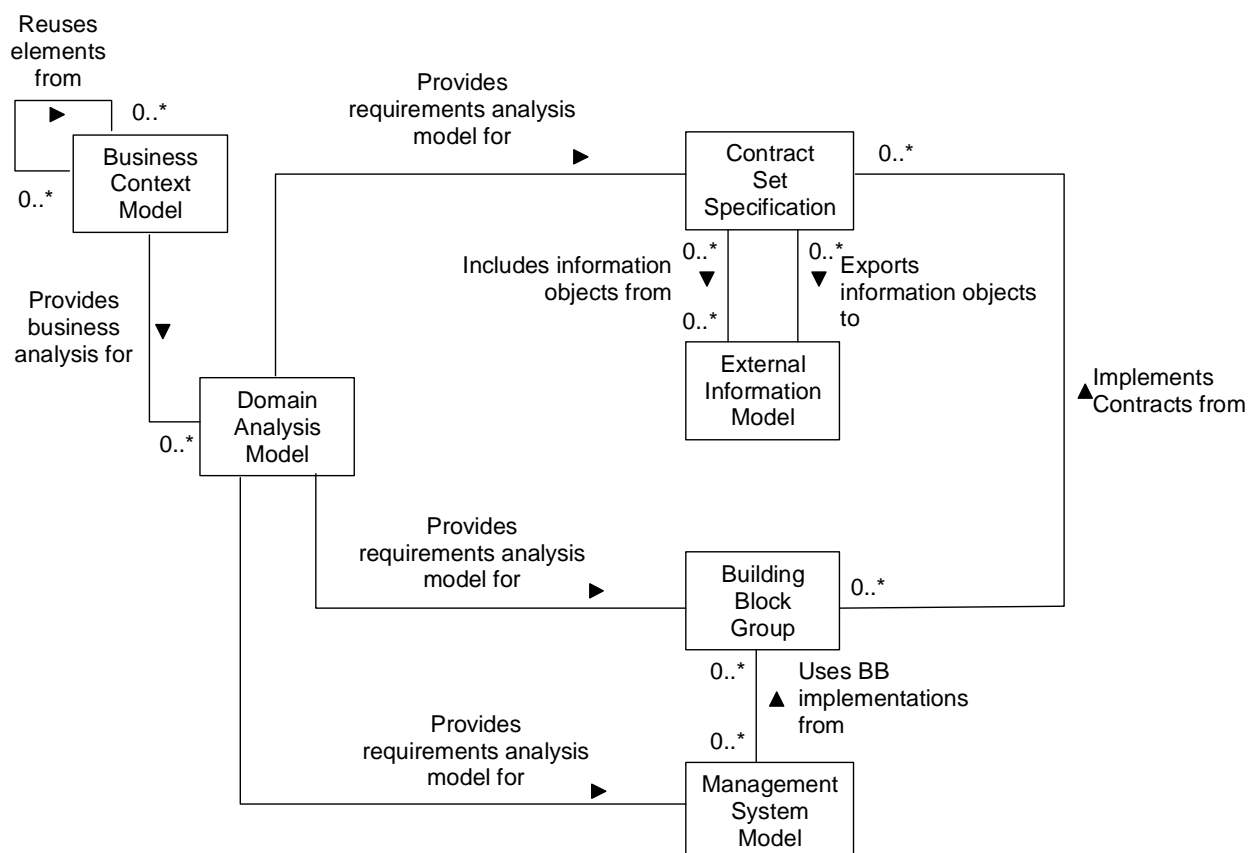 Reuses
elements
from
0..*
Business
Context
Model
0..*
Provides
requirements analysis
model for
Contract
Set
Specification
0..*
0..*
0..*
Includes information
objects from
Exports
information objects
to
0..*
External
Information
Model
Provides
business
analysis for
Domain
Analysis
Model
0..*
Implements
Contracts from
Provides
requirements analysis
model for
Building
Block
Group
0..*
0..*
Uses BB
implementations
from
0..*
Provides
requirements analysis
model for
Management
System
Model